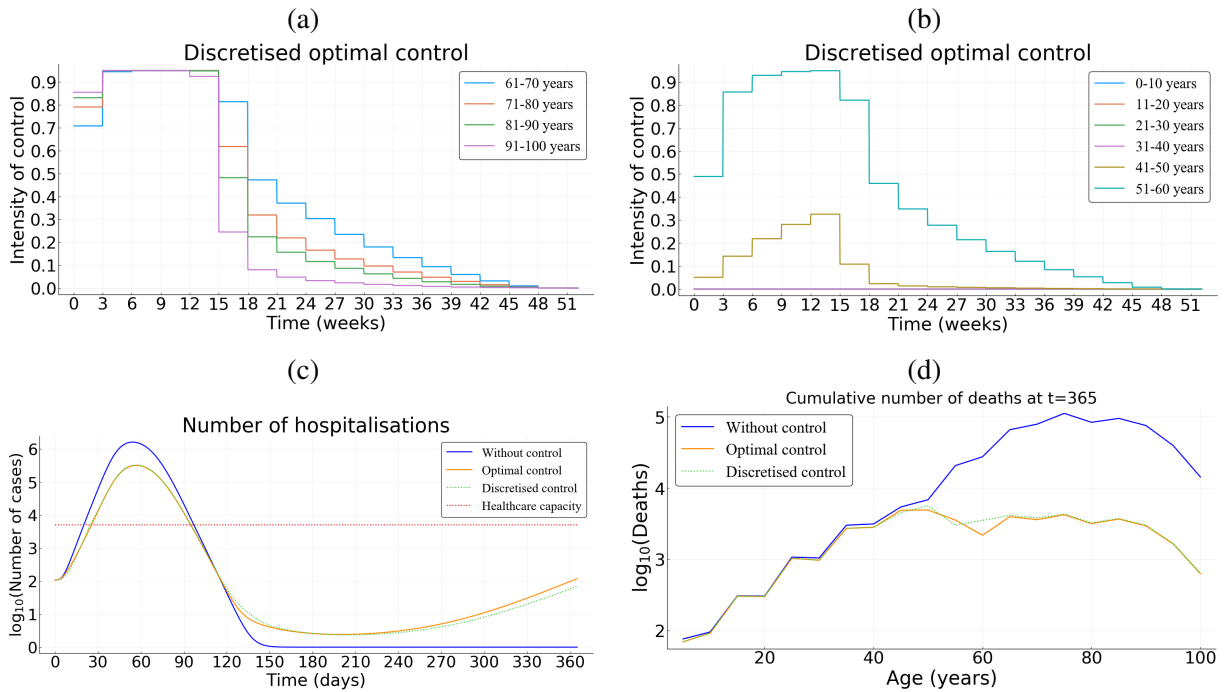 (a)
Discretised optimal control
Intensity of control
0.9
0.8
0.7
0.6
0.5
0.4
0.3
0.2
0.1
0.0
61-70 years
71-80 years
81-90 years
91-100 years
0 3 6 9 12 15 18 21 24 27 30 33 36 39 42 45 48 51
Time (weeks)
(b)
Discretised optimal control
Intensity of control
0.9
0.8
0.7
0.6
0.5
0.4
0.3
0.2
0.1
0.0
0-10 years
11-20 years
21-30 years
31-40 years
41-50 years
51-60 years
0 3 6 9 12 15 18 21 24 27 30 33 36 39 42 45 48 51
Time (weeks)
(c)
Number of hospitalisations
log₁₀(Number of cases)
6
5
4
3
2
1
0
Without control
Optimal control
Discretised control
Healthcare capacity
0 30 60 90 120 150 180 210 240 270 300 330 360
Time (days)
(d)
Cumulative number of deaths at t=365
log₁₀(Deaths)
5
4
3
2
Without control
Optimal control
Discretised control
20 40 60 80 100
Age (years)